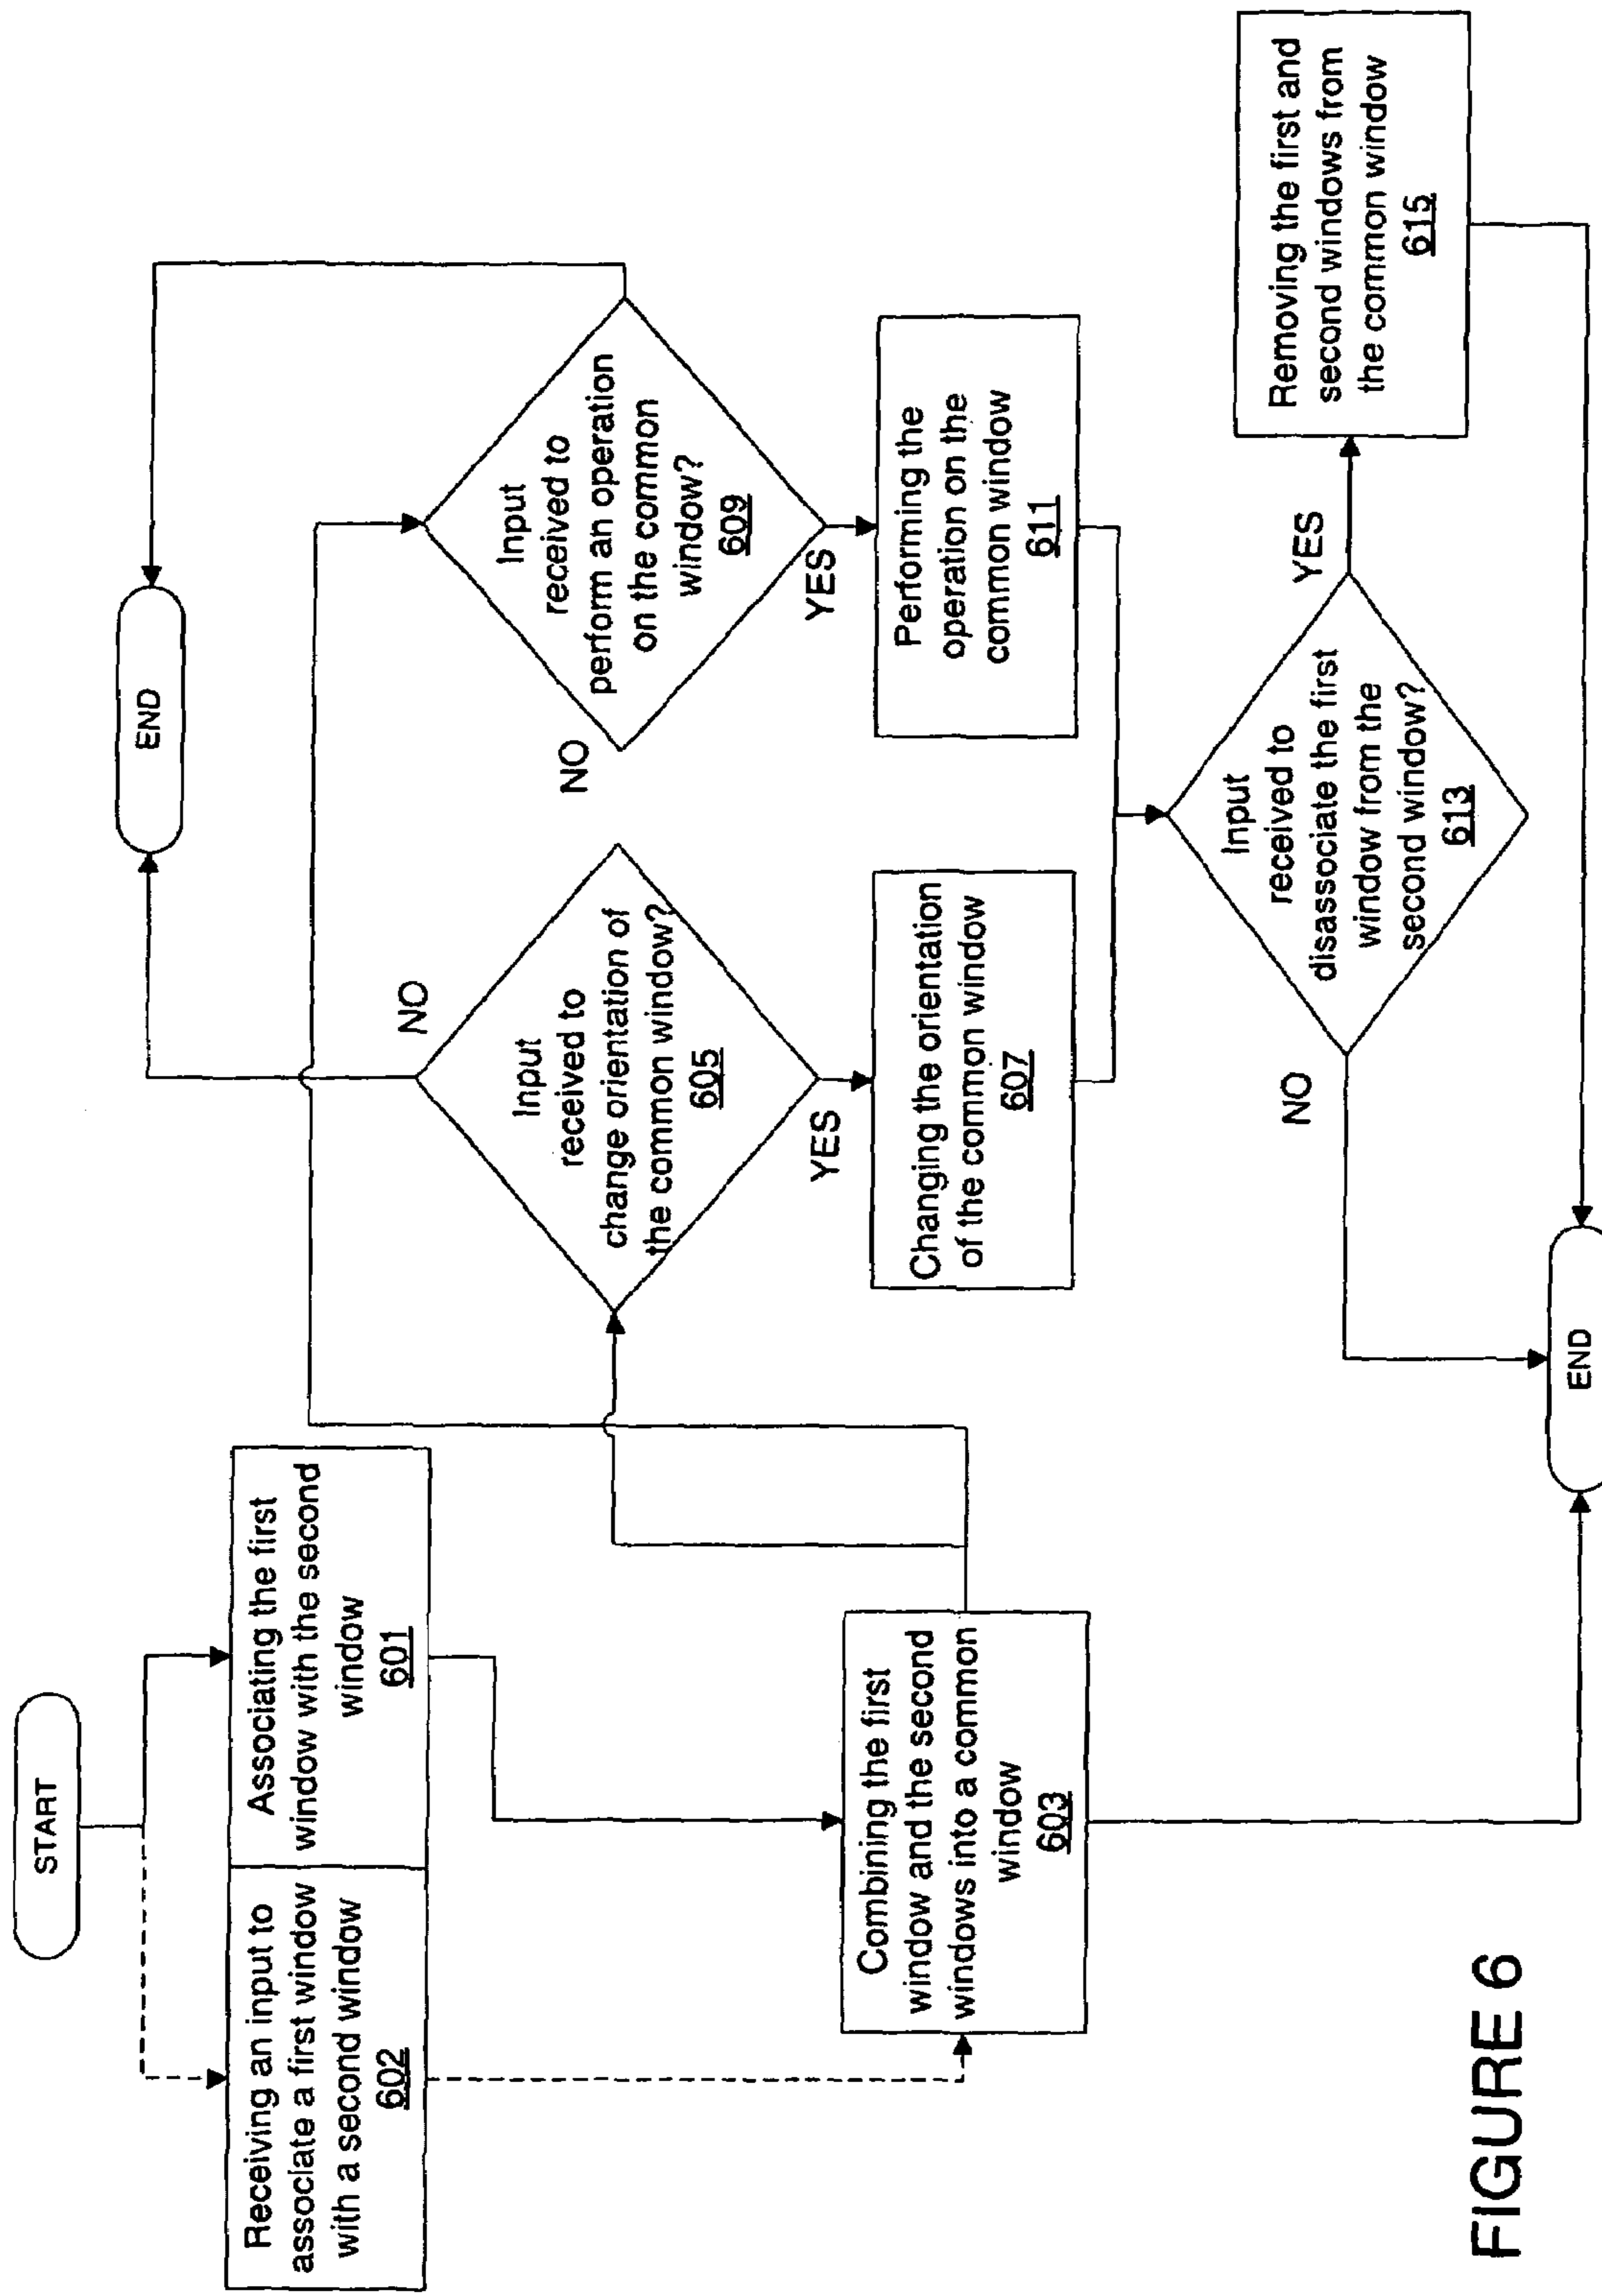 START
Receiving an input to
associate a first window
with a second window
602
Associating the first
window with the second
window
601
Combining the first
window and the second
windows into a common
window
603
END
Input
received to
change orientation of
the common window?
605
NO
YES
Changing the orientation
of the common window
607
Input
received to
perform an operation
on the common
window?
609
NO
YES
Performing the
operation on the
common window
611
Input
received to
disassociate the first
window from the
second window?
613
NO
YES
Removing the first and
second windows from
the common window
615
END
FIGURE 6